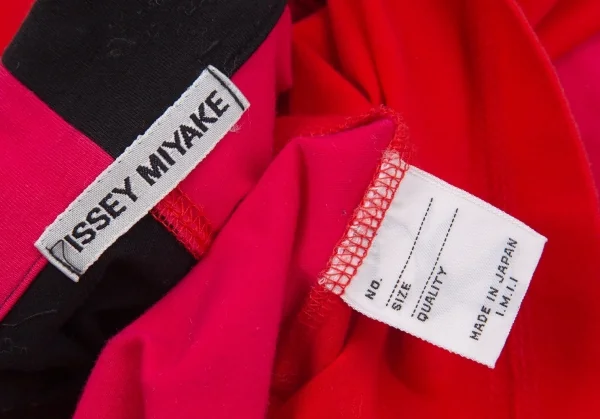 ISSEY MIYAKE
NO.
SIZE
QUALITY
MADE IN JAPAN
I.M.I.I